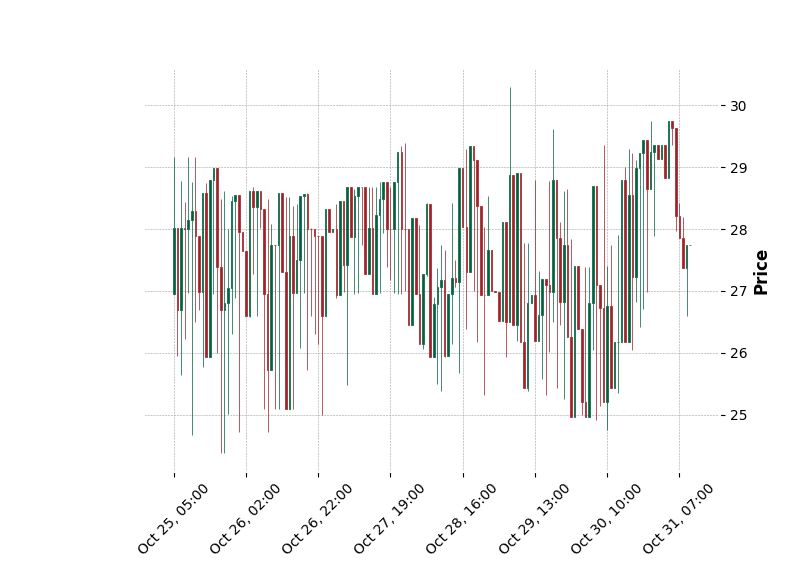 30
29
28
27
26
25
Price
Oct 25, 05:00
Oct 26, 02:00
Oct 26, 22:00
Oct 27, 19:00
Oct 28, 16:00
Oct 29, 13:00
Oct 30, 10:00
Oct 31, 07:00